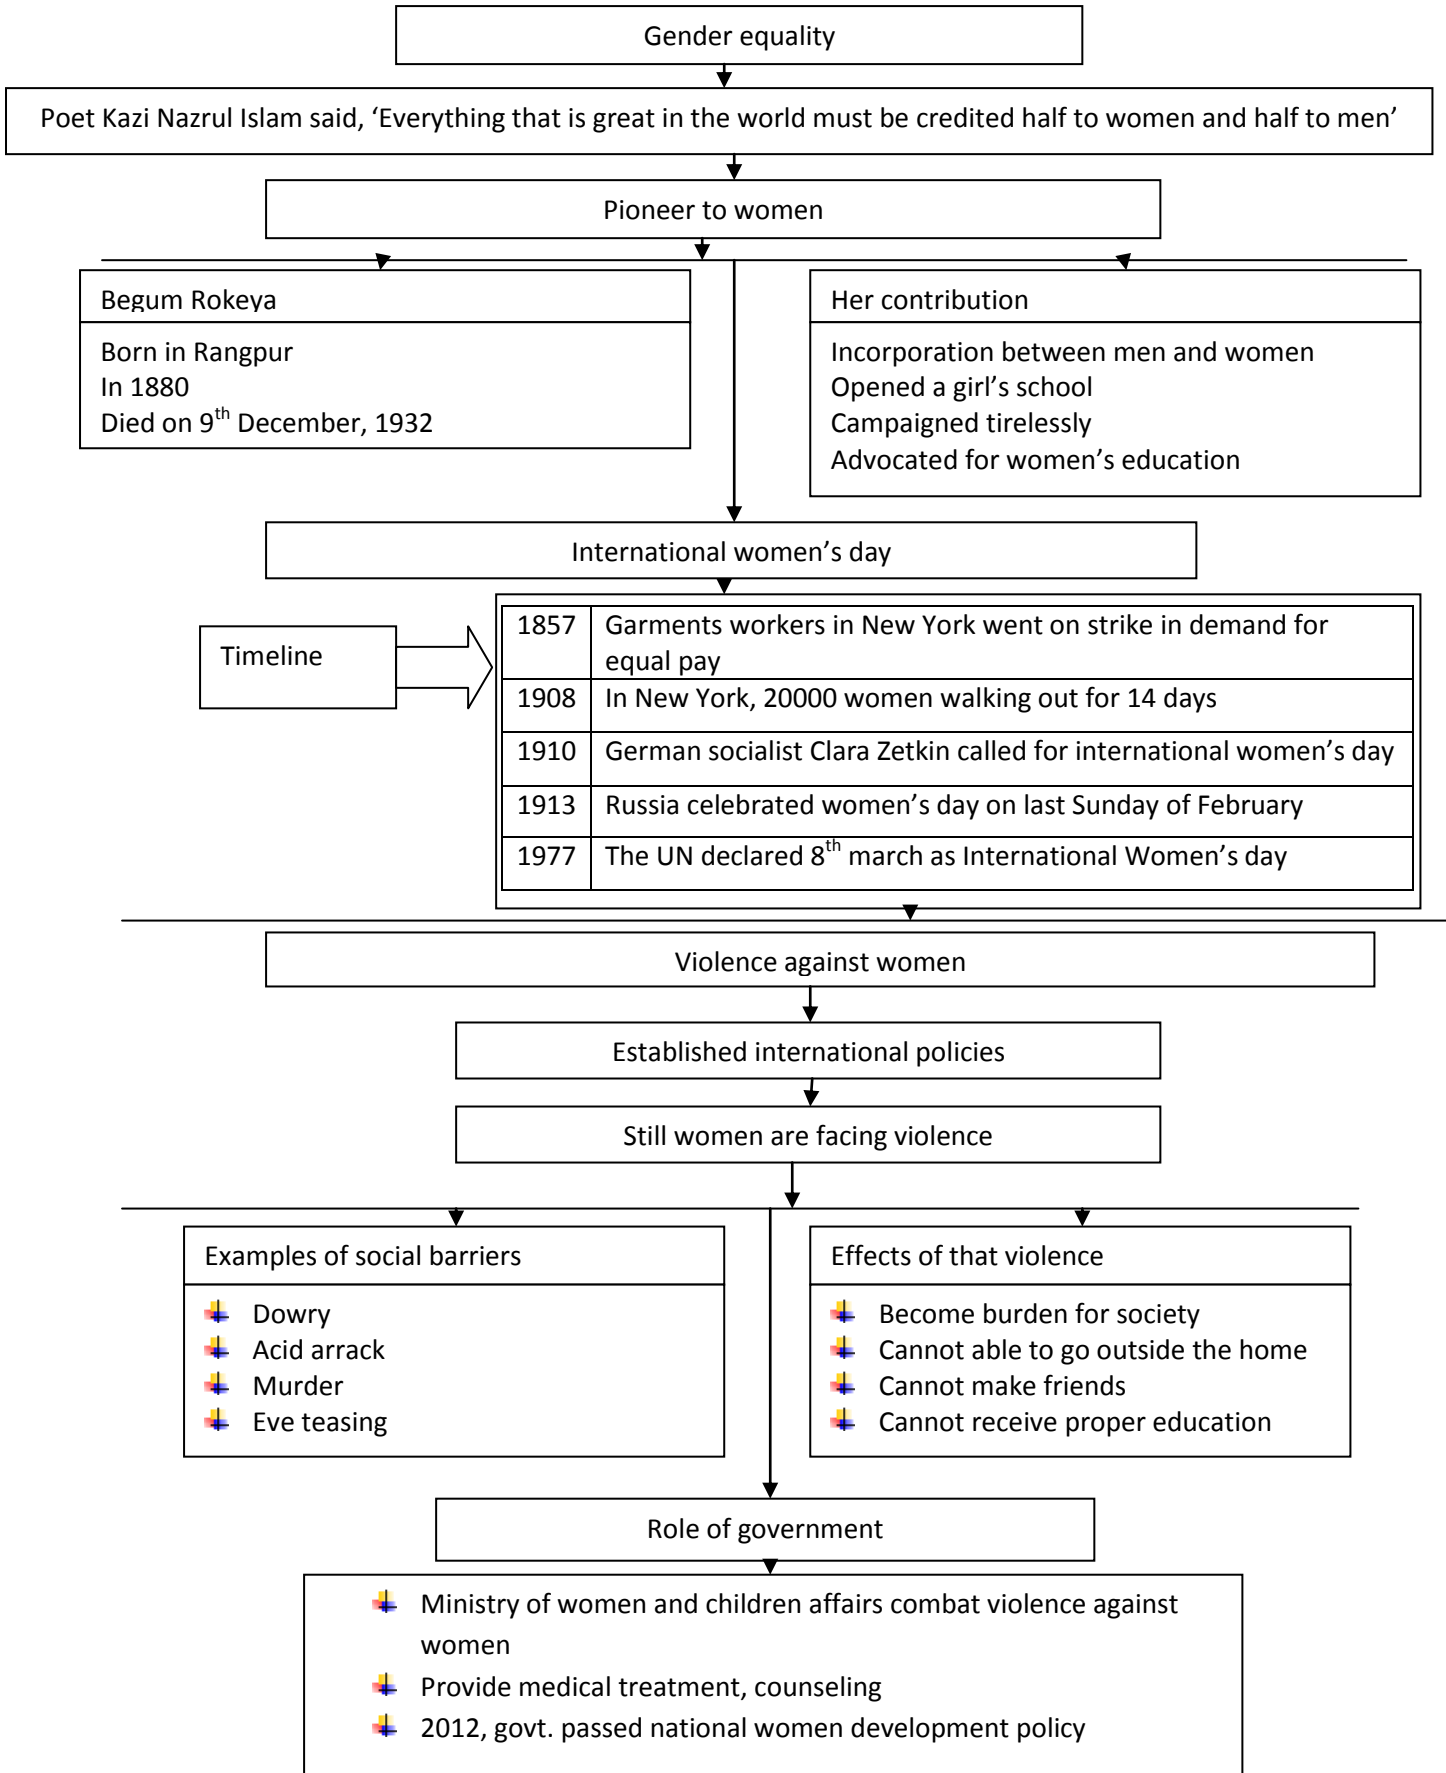 Gender equality
Poet Kazi Nazrul Islam said, ‘Everything that is great in the world must be credited half to women and half to men’
Pioneer to women
Begum Rokeya
Born in Rangpur
In 1880
Died on 9th December, 1932
Her contribution
Incorporation between men and women
Opened a girl’s school
Campaigned tirelessly
Advocated for women’s education
International women’s day
Timeline
1857 Garments workers in New York went on strike in demand for
equal pay
1908 In New York, 20000 women walking out for 14 days
1910 German socialist Clara Zetkin called for international women’s day
1913 Russia celebrated women’s day on last Sunday of February
1977 The UN declared 8th march as International Women’s day
Violence against women
Established international policies
Still women are facing violence
Examples of social barriers
Dowry
Acid arrack
Murder
Eve teasing
Effects of that violence
Become burden for society
Cannot able to go outside the home
Cannot make friends
Cannot receive proper education
Role of government
Ministry of women and children affairs combat violence against
women
Provide medical treatment, counseling
2012, govt. passed national women development policy